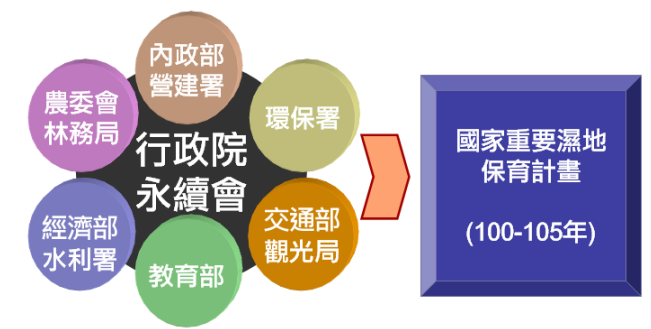 內政部
營建署
農委會
林務局
環保署
行政院
永續會
經濟部
水利署
交通部
觀光局
教育部
國家重要濕地
保育計畫
(100-105年)